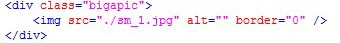 <div class="bigapic">
<img src="./sm_1.jpg" alt="" border="0" />
</div>